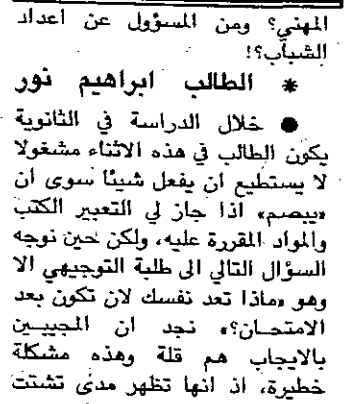 المهني؟ ومن المسؤول عن اعداد
الشباب؟!
* الطالب ابراهيم نور
● خلال الدراسة في الثانوية
يكون الطالب في هذه الاثناء مشغولا
لا يستطيع ان يفعل شيئا سوى ان
«يبصم» اذا جاز لي التعبير الكتب
والمواد المقررة عليه، ولكن حين نوجه
السؤال التالي الى طلبة التوجيهي الا
وهو «ماذا تعد نفسك لان تكون بعد
الامتحان؟» نجد ان المجيبين
بالايجاب هم قلة وهذه مشكلة
خطيرة، اذ انها تظهر مدى تشتت